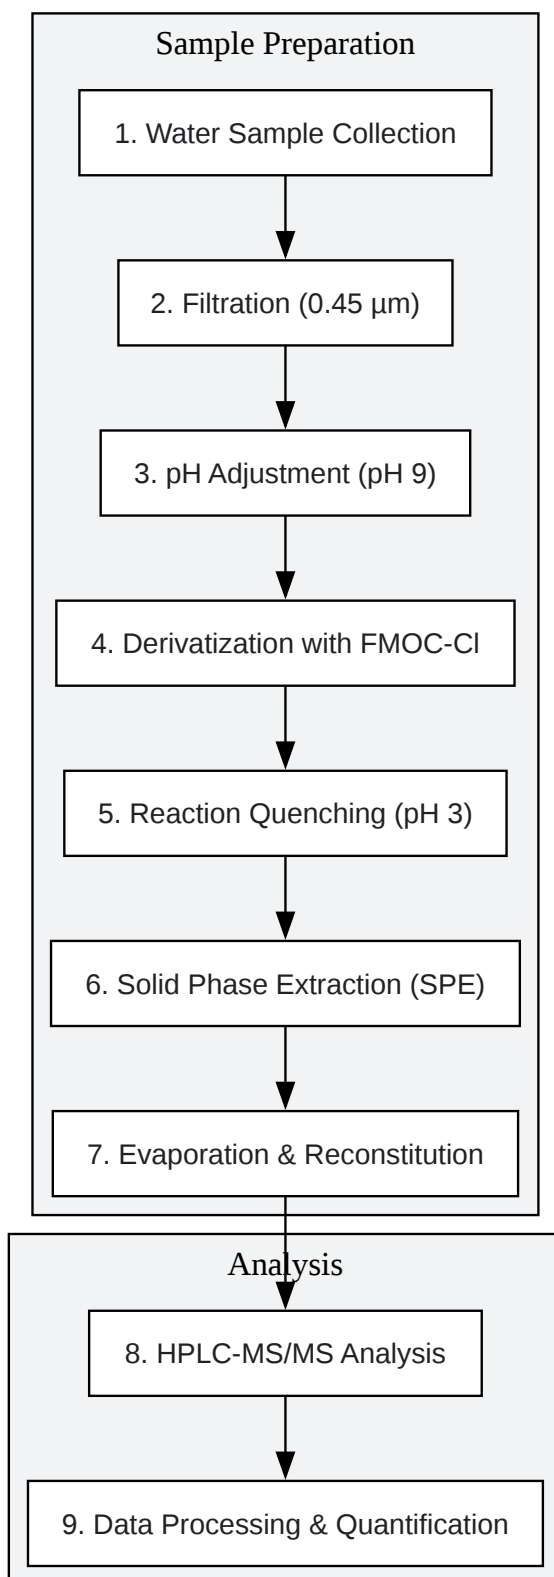 Sample Preparation
1. Water Sample Collection
2. Filtration (0.45 µm)
3. pH Adjustment (pH 9)
4. Derivatization with FMOC-Cl
5. Reaction Quenching (pH 3)
6. Solid Phase Extraction (SPE)
7. Evaporation & Reconstitution
Analysis
8. HPLC-MS/MS Analysis
9. Data Processing & Quantification